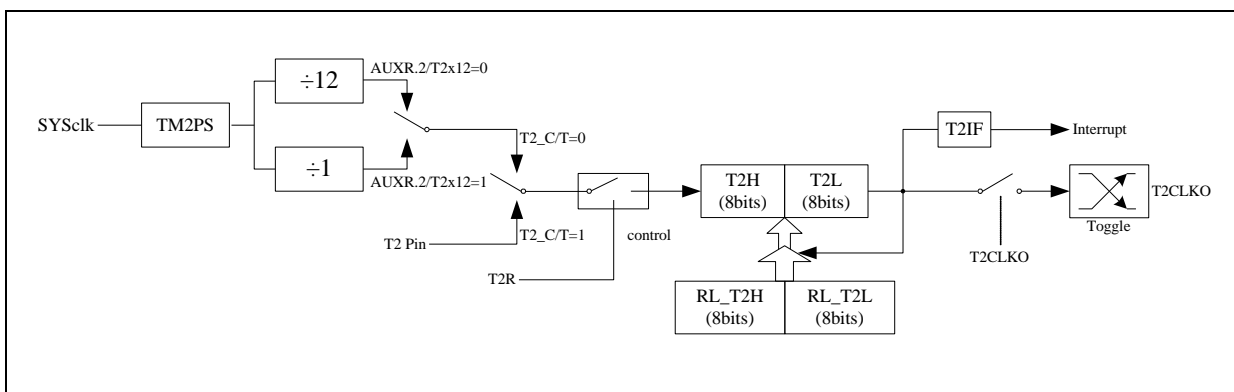 ÷12
AUXR.2/T2x12=0
SYSclk
TM2PS
T2_C/T=0
÷1
AUXR.2/T2x12=1
T2 Pin
T2_C/T=1
control
T2R
T2H
(8bits)
T2L
(8bits)
T2IF
Interrupt
T2CLKO
Toggle
T2CLKO
RL_T2H
(8bits)
RL_T2L
(8bits)